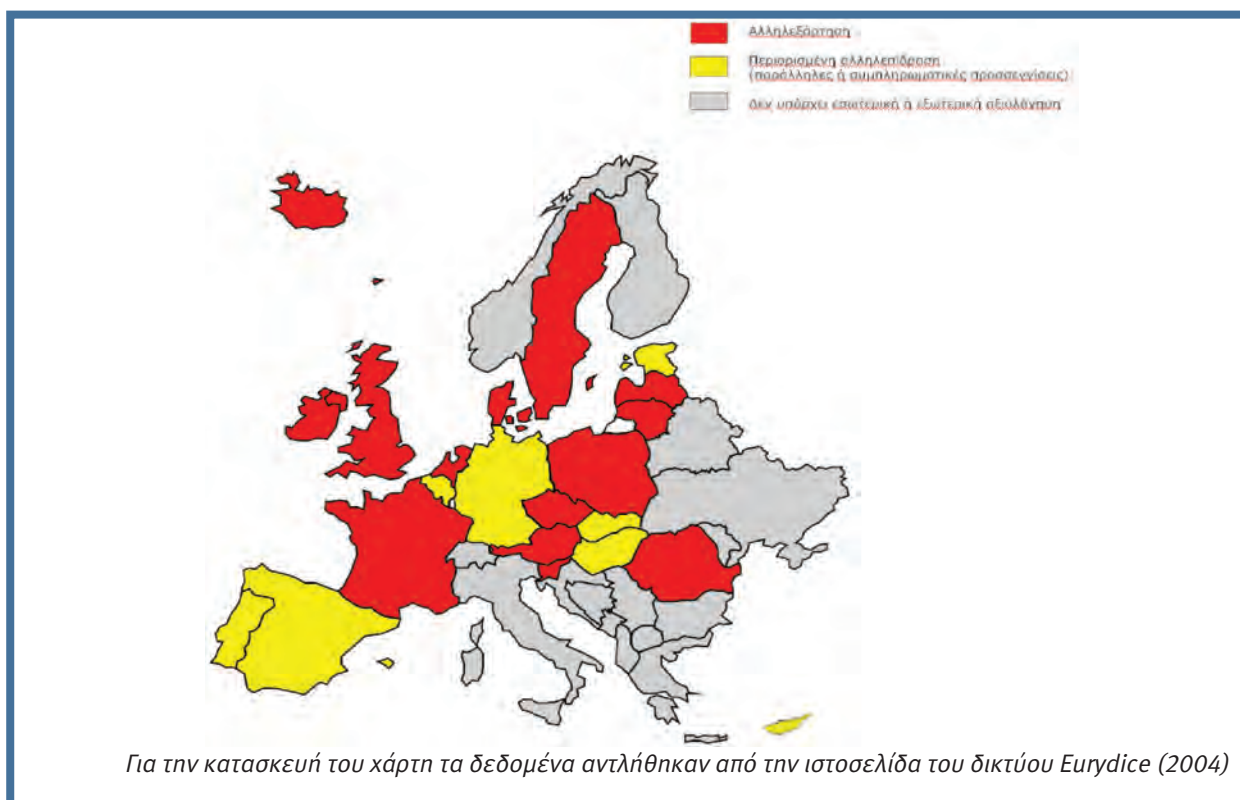 Αλληλεξάρτηση
Περιορισμένη αλληλεπίδραση
(παράλληλες ή συμπληρωματικές προσεγγίσεις)
Δεν υπάρχει εσωτερική ή εξωτερική αξιολόγηση
Για την κατασκευή του χάρτη τα δεδομένα αντλήθηκαν από την ιστοσελίδα του δικτύου Eurydice (2004)